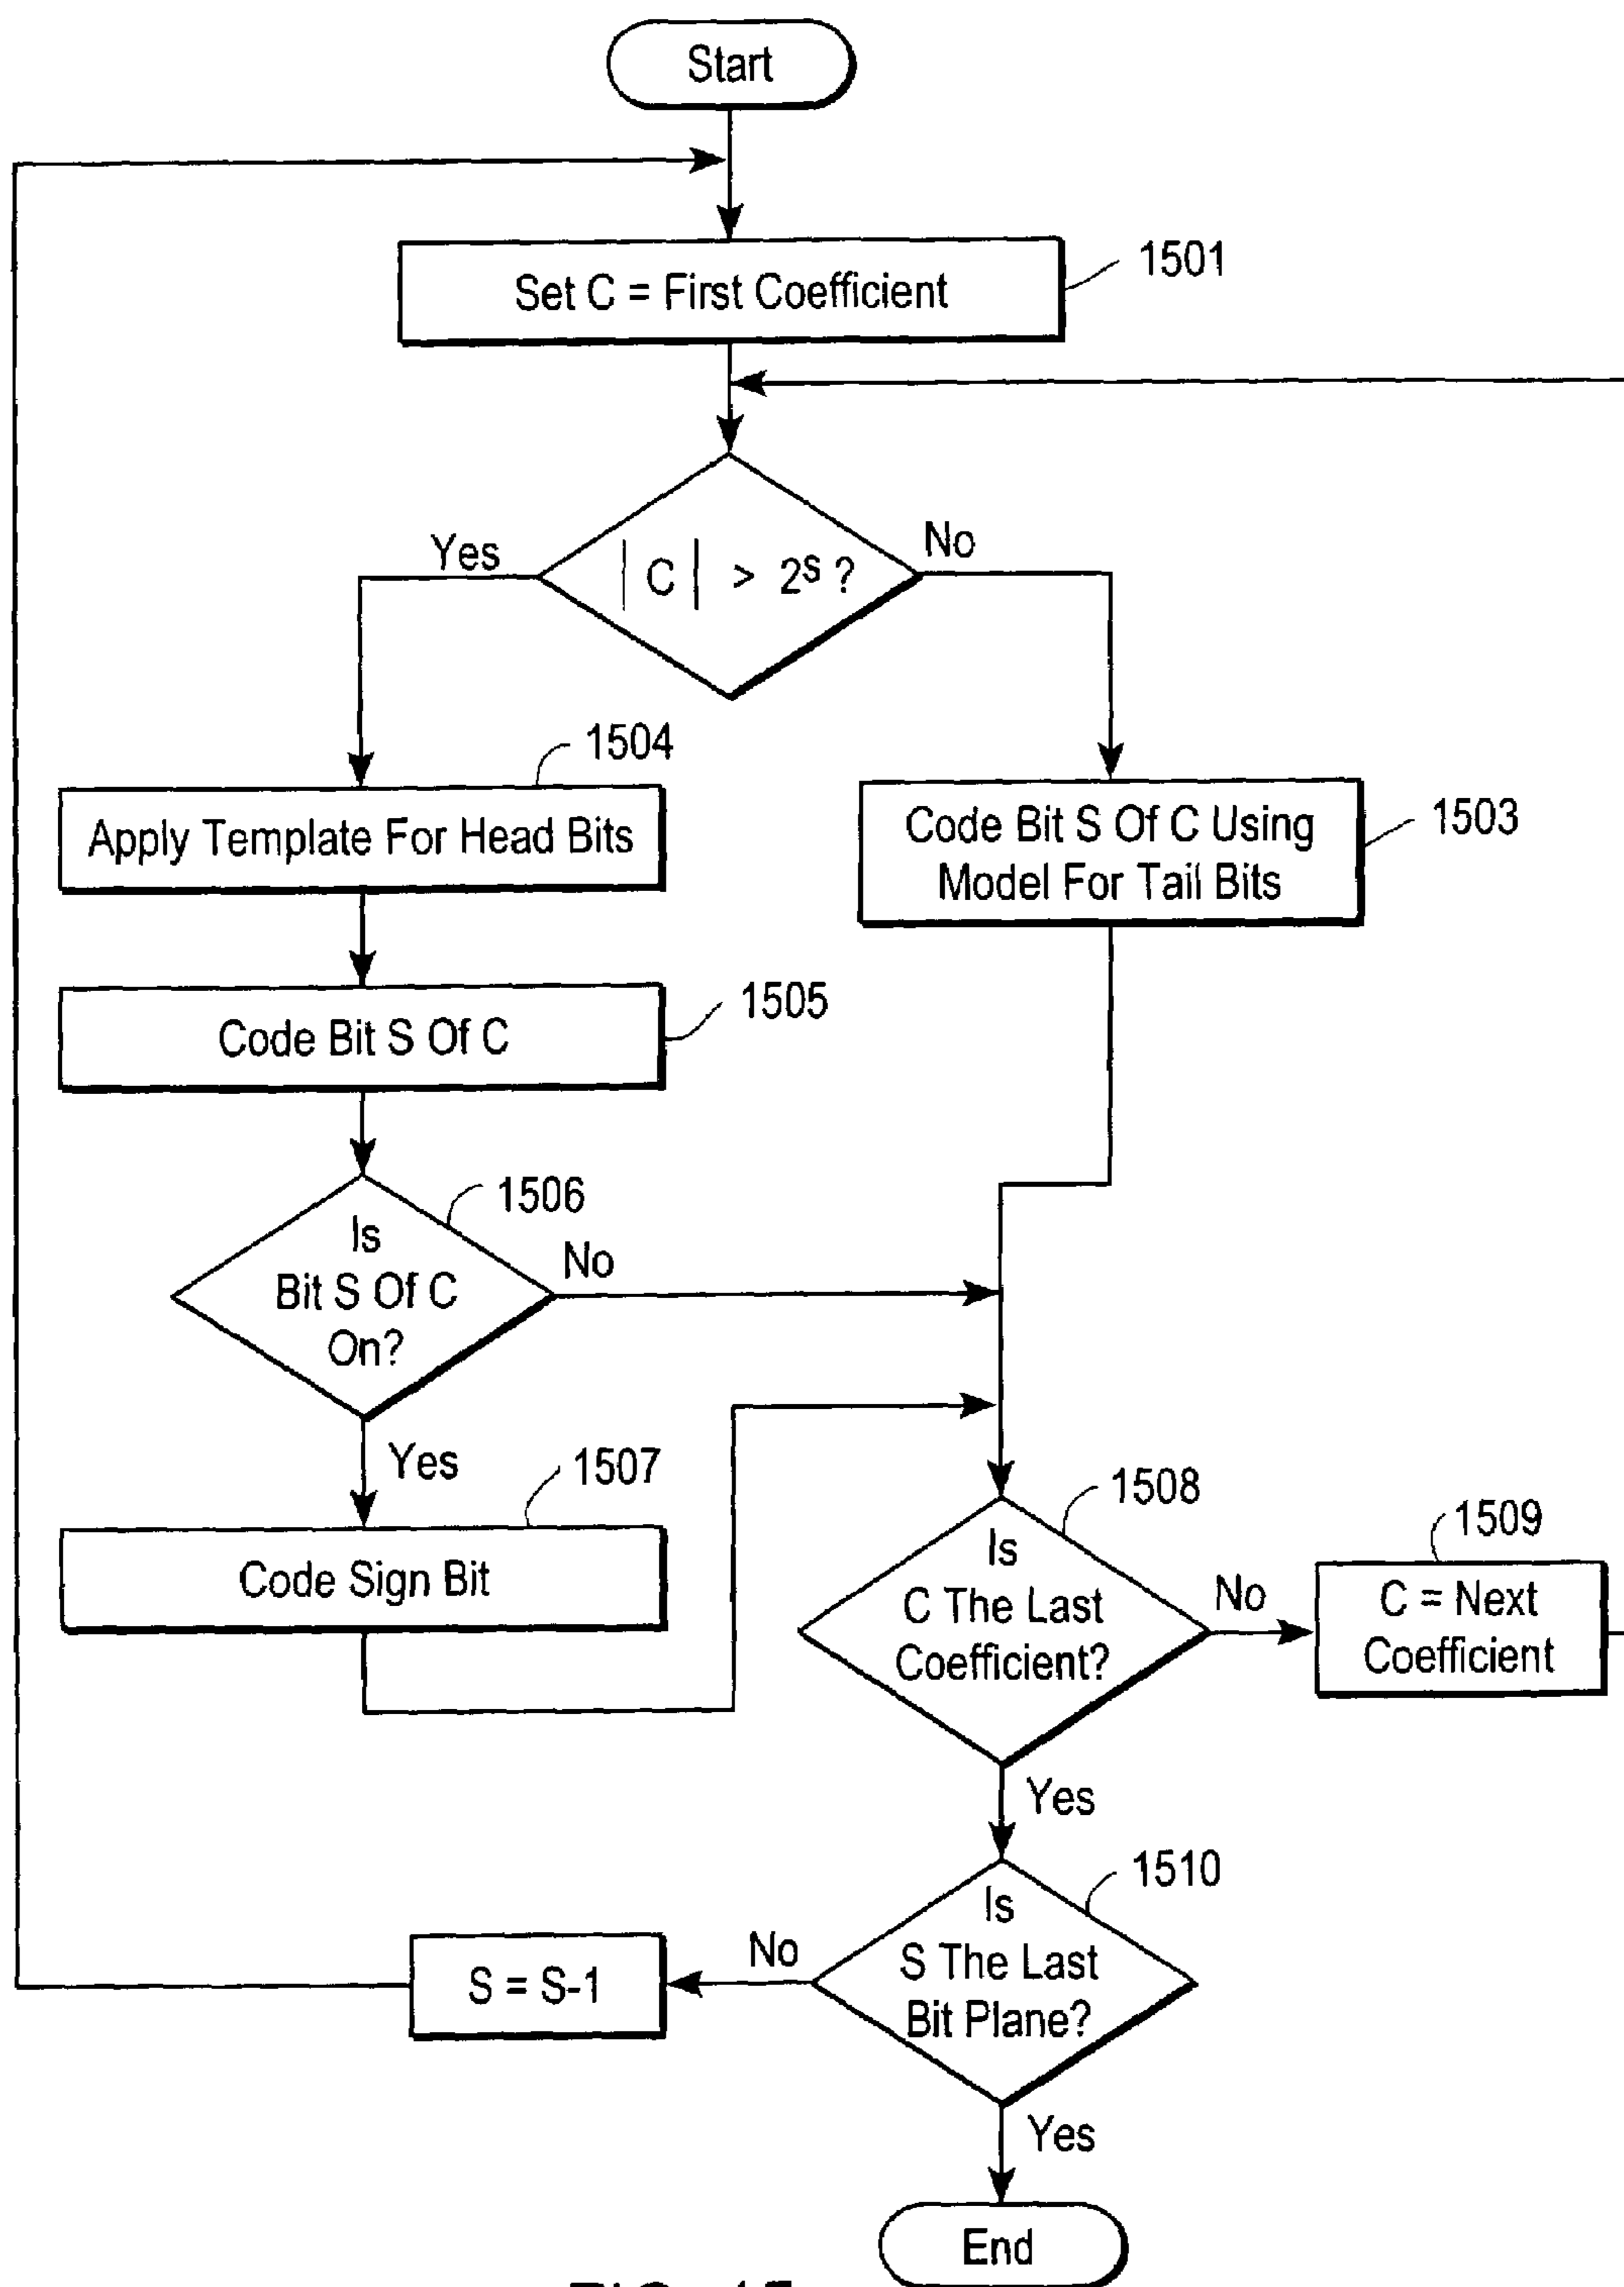 Start
Set C = First Coefficient
1501
Yes
| C | > 2ˢ ?
No
1504
Apply Template For Head Bits
Code Bit S Of C Using
Model For Tail Bits
1503
Code Bit S Of C
1505
Is
Bit S Of C
On?
1506
No
Yes
1507
Code Sign Bit
Is
C The Last
Coefficient?
1508
No
1509
C = Next
Coefficient
Yes
Is
S The Last
Bit Plane?
1510
No
S = S-1
Yes
End